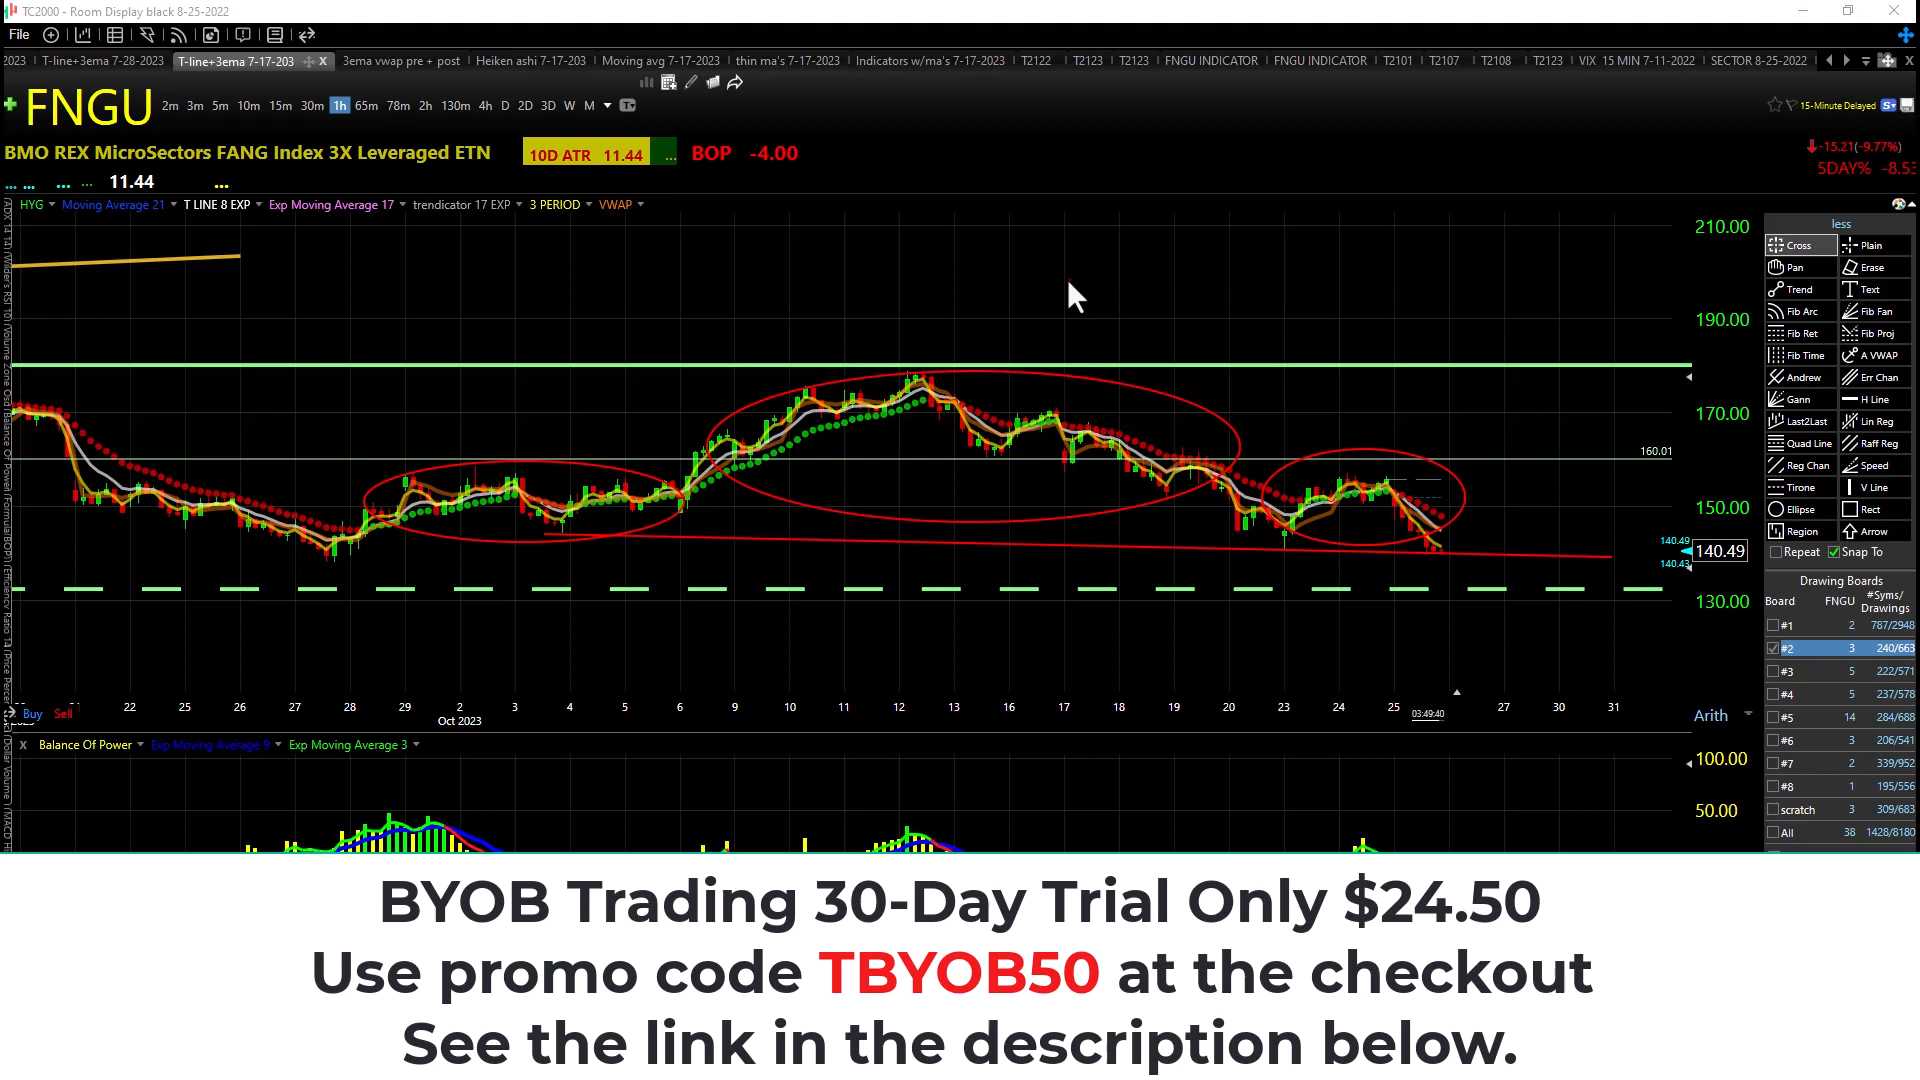 TC2000 - Room Display black 8-25-2022
File
2023 T-line+3ema 7-28-2023 T-line+3ema 7-17-203 X 3ema vwap pre + post Heiken ashi 7-17-203 Moving avg 7-17-2023 thin ma's 7-17-2023 Indicators w/ma's 7-17-2023 T2122 T2123 T2123 FNGU INDICATOR FNGU INDICATOR T2101 T2107 T2108 T2123 VIX 15 MIN 7-11-2022 SECTOR 8-25-2022 X
FNGU 2m 3m 5m 10m 15m 30m 1h 65m 78m 2h 130m 4h D 2D 3D W M T 15-Minute Delayed S
BMO REX MicroSectors FANG Index 3X Leveraged ETN 10D ATR 11.44 ... BOP -4.00 -15.21(-9.77%)
5DAY% -8.53
... ... ... ... 11.44 ...
HYG Moving Average 21 T LINE 8 EXP Exp Moving Average 17 trendicator 17 EXP 3 PERIOD VWAP
210.00
190.00
170.00
160.01
150.00
140.49
140.49
140.43
130.00
22 25 26 27 28 29 2 3 4 5 6 9 10 11 12 13 16 17 18 19 20 23 24 25 27 30 31
Oct 2023
03:49:40
Buy Sell
Arith
X Balance Of Power Exp Moving Average 9 Exp Moving Average 3
100.00
50.00
less
Cross Plain
Pan Erase
Trend Text
Fib Arc Fib Fan
Fib Ret Fib Proj
Fib Time A VWAP
Andrew Err Chan
Gann H Line
Last2Last Lin Reg
Quad Line Raff Reg
Reg Chan Speed
Tirone V Line
Ellipse Rect
Region Arrow
Repeat Snap To
Drawing Boards
Board FNGU #Syms/
Drawings
#1 2 787/2948
#2 3 240/663
#3 5 222/571
#4 5 237/578
#5 14 284/688
#6 3 206/541
#7 2 339/952
#8 1 195/556
scratch 3 309/683
All 38 1428/8180
BYOB Trading 30-Day Trial Only $24.50
Use promo code TBYOB50 at the checkout
See the link in the description below.